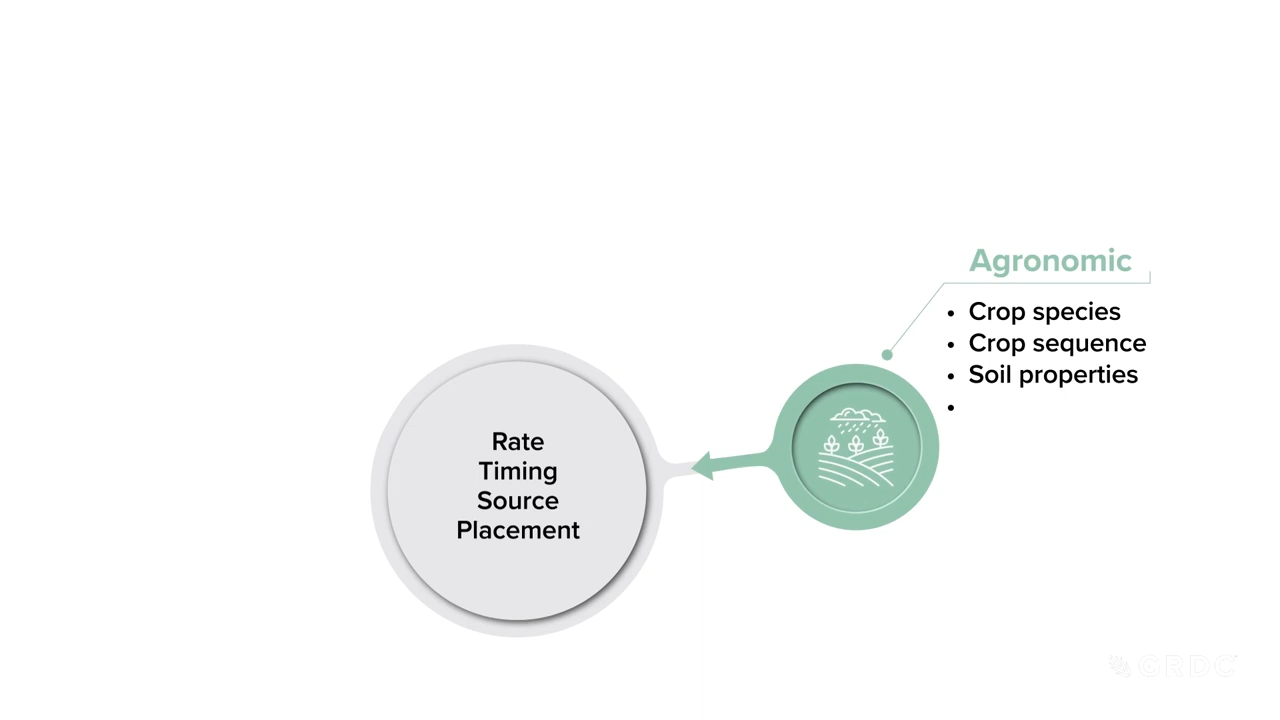 Agronomic
• Crop species
• Crop sequence
• Soil properties
•
Rate
Timing
Source
Placement
GRDC